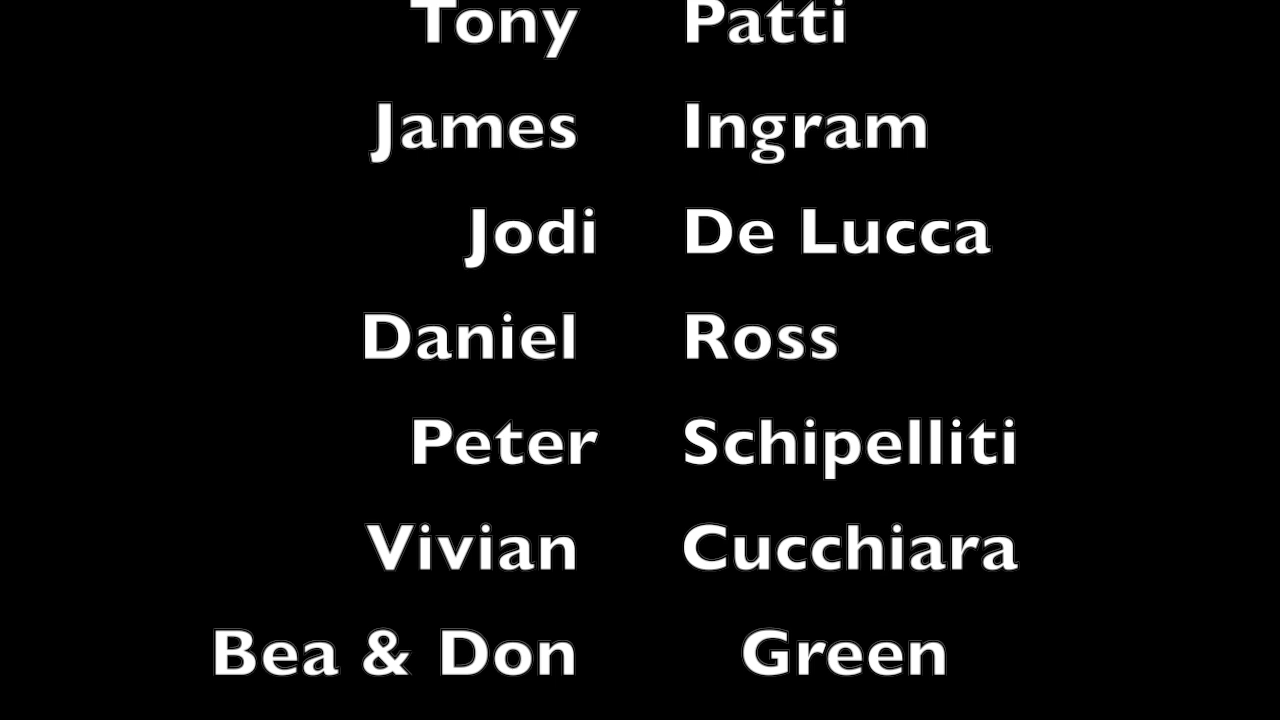 Tony Patti
James Ingram
Jodi De Lucca
Daniel Ross
Peter Schipelliti
Vivian Cucchiara
Bea & Don Green